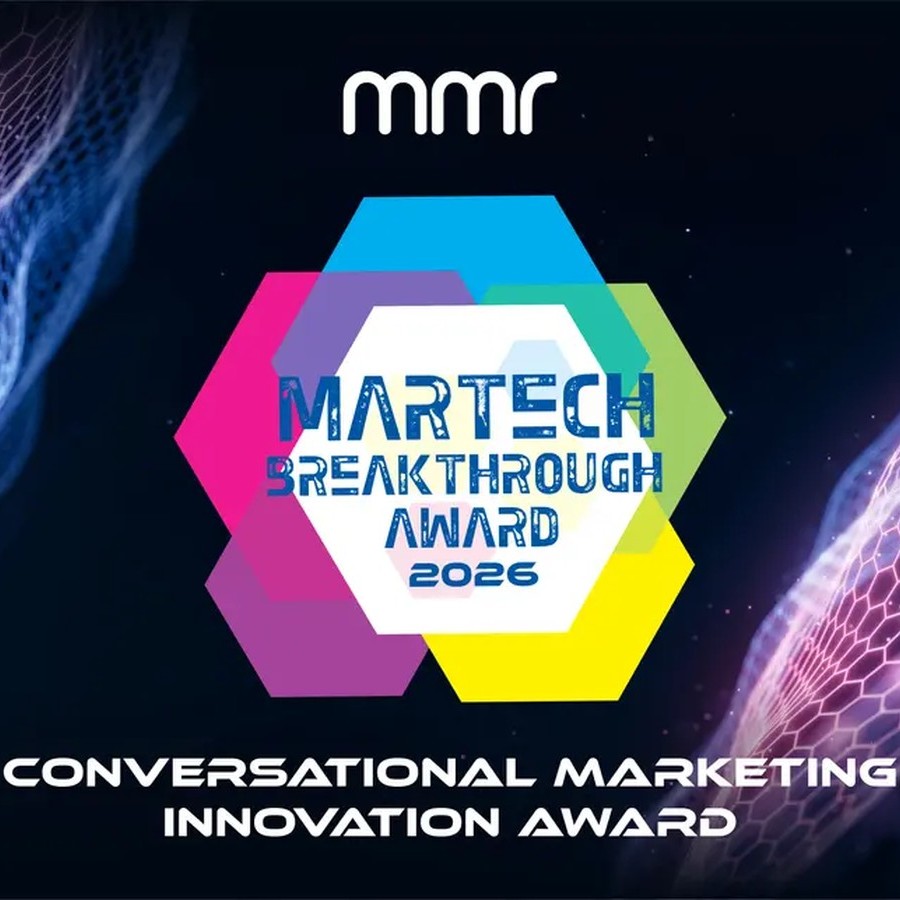 mmr
MARTECH
BREAKTHROUGH
AWARD
2026
CONVERSATIONAL MARKETING
INNOVATION AWARD